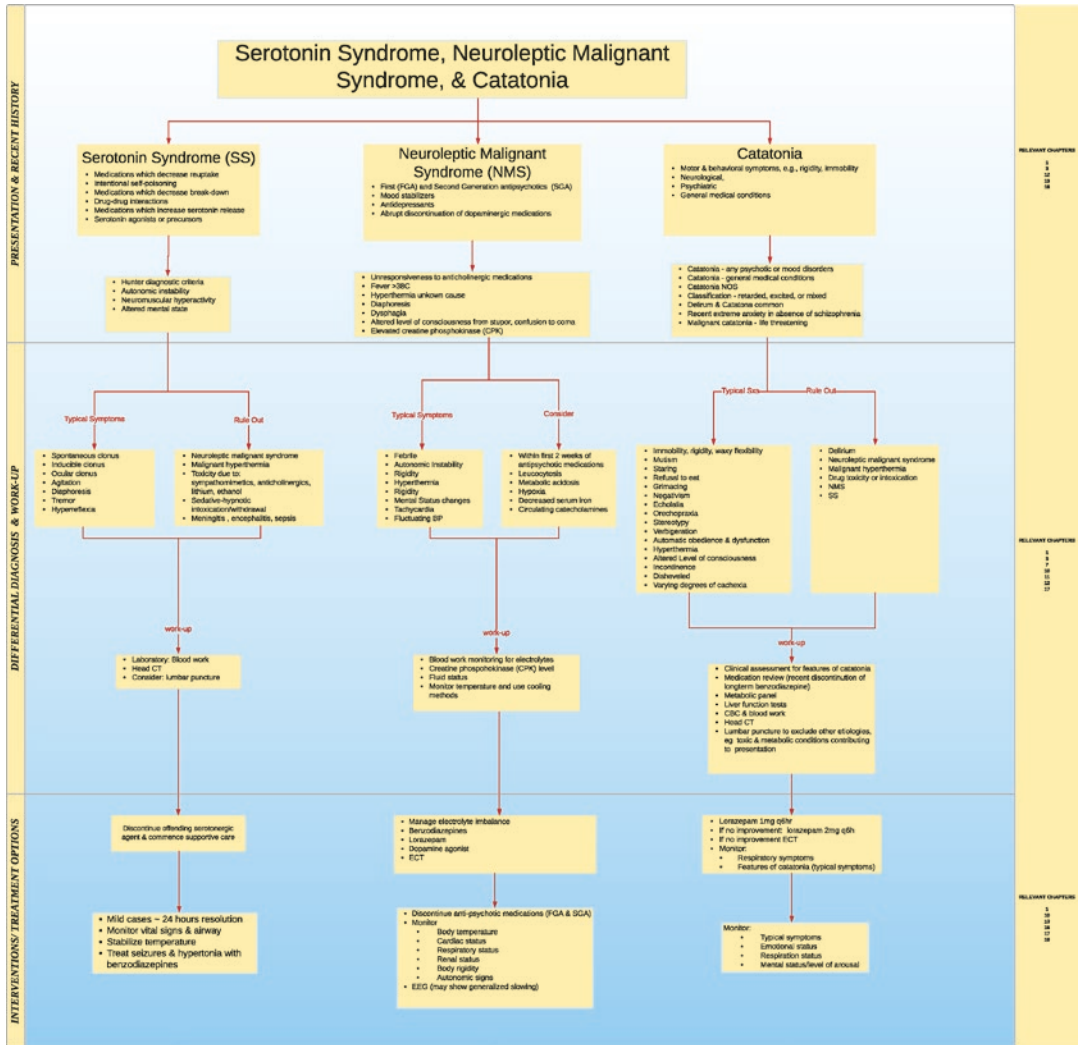 Serotonin Syndrome, Neuroleptic Malignant
Syndrome, & Catatonia
PRESENTATION & RECENT HISTORY
Serotonin Syndrome (SS)
• Medications which decrease reuptake
• Intentional self-poisoning
• Medications which decrease break-down
• Drug-drug interactions
• Medications which increase serotonin release
• Serotonin agonists or precursors
Neuroleptic Malignant
Syndrome (NMS)
• First (FGA) and Second Generation antipsychotics (SGA)
• Mood stabilizers
• Antidepressants
• Abrupt discontinuation of dopaminergic medications
Catatonia
• Motor & behavioral symptoms, e.g., rigidity, immobility
• Neurological,
• Psychiatric
• General medical conditions
RELEVANT CHAPTERS
• Hunter diagnostic criteria
• Autonomic instability
• Neuromuscular hyperactivity
• Altered mental state
• Unresponsiveness to anticholinergic medications
• Fever >38C
• Hyperthermia unkown cause
• Diaphoresis
• Dysphagia
• Altered level of consciousness from stupor, confusion to coma
• Elevated creatine phosphokinase (CPK)
• Catatonia - any psychotic or mood disorders
• Catatonia - general medical conditions
• Catatonia NOS
• Classification - retarded, excited, or mixed
• Delirum & Catatonia common
• Recent extreme anxiety in absence of schizophrenia
• Malignant catatonia - life threatening
DIFFERENTIAL DIAGNOSIS & WORK-UP
Typical Symptoms
Rule Out
Typical Symptoms
Consider
Typical Sxs
Rule Out
• Spontaneous clonus
• Inducible clonus
• Ocular clonus
• Agitation
• Diaphoresis
• Tremor
• Hyperreflexia
• Neuroleptic malignant syndrome
• Malignant hyperthermia
• Toxicity due to:
sympathomimetics, anticholinergics,
lithium, ethanol
• Sedative-hypnotic
intoxication/withdrawal
• Meningitis , encephalitis, sepsis
• Febrile
• Autonomic Instability
• Rigidity
• Hyperthermia
• Rigidity
• Mental Status changes
• Tachycardia
• Fluctuating BP
• Within first 2 weeks of
antipsychotic medications
• Leucocytosis
• Metabolic acidosis
• Hypoxia
• Decreased serum iron
• Circulating catecholamines
• Immobility, rigidity, waxy flexibility
• Mutism
• Staring
• Refusal to eat
• Grimacing
• Negativism
• Echolalia
• Orechopraxia
• Stereotypy
• Verbigeration
• Automatic obedience & dysfunction
• Hyperthermia
• Altered Level of consciousness
• Incontinence
• Disheveled
• Varying degrees of cachexia
• Delirium
• Neuroleptic malignant syndrome
• Malignant hyperthermia
• Drug toxicity or intoxication
• NMS
• SS
RELEVANT CHAPTERS
work-up
work-up
work-up
• Laboratory: Blood work
• Head CT
• Consider: lumbar puncture
• Blood work monitoring for electrolytes
• Creatine phosphokinase (CPK) level
• Fluid status
• Monitor temperature and use cooling
methods
• Clinical assessment for features of catatonia
• Medication review (recent discontinution of
longterm benzodiazepine)
• Metabolic panel
• Liver function tests
• CBC & blood work
• Head CT
• Lumbar puncture to exclude other etiologies,
eg. toxic & metabolic conditions contributing
to presentation
INTERVENTIONS/ TREATMENT OPTIONS
Discontinue offending serotonergic
agent & commence supportive care
• Manage electrolyte imbalance
• Benzodiazepines
• Lorazepam
• Dopamine agonist
• ECT
• Lorazepam 1mg q6hr
• If no improvement: lorazepam 2mg q6h
• If no improvement ECT
• Monitor:
• Respiratory symptoms
• Features of catatonia (typical symptoms)
• Mild cases ~ 24 hours resolution
• Monitor vital signs & airway
• Stabilize temperature
• Treat seizures & hypertonia with
benzodiazepines
• Discontinue anti-psychotic medications (FGA & SGA)
• Monitor
• Body temperature
• Cardiac status
• Respiratory status
• Renal status
• Body rigidity
• Autonomic signs
• EEG (may show generalized slowing)
Monitor:
• Typical symptoms
• Emotional status
• Respiration status
• Mental status/level of arousal
RELEVANT CHAPTERS